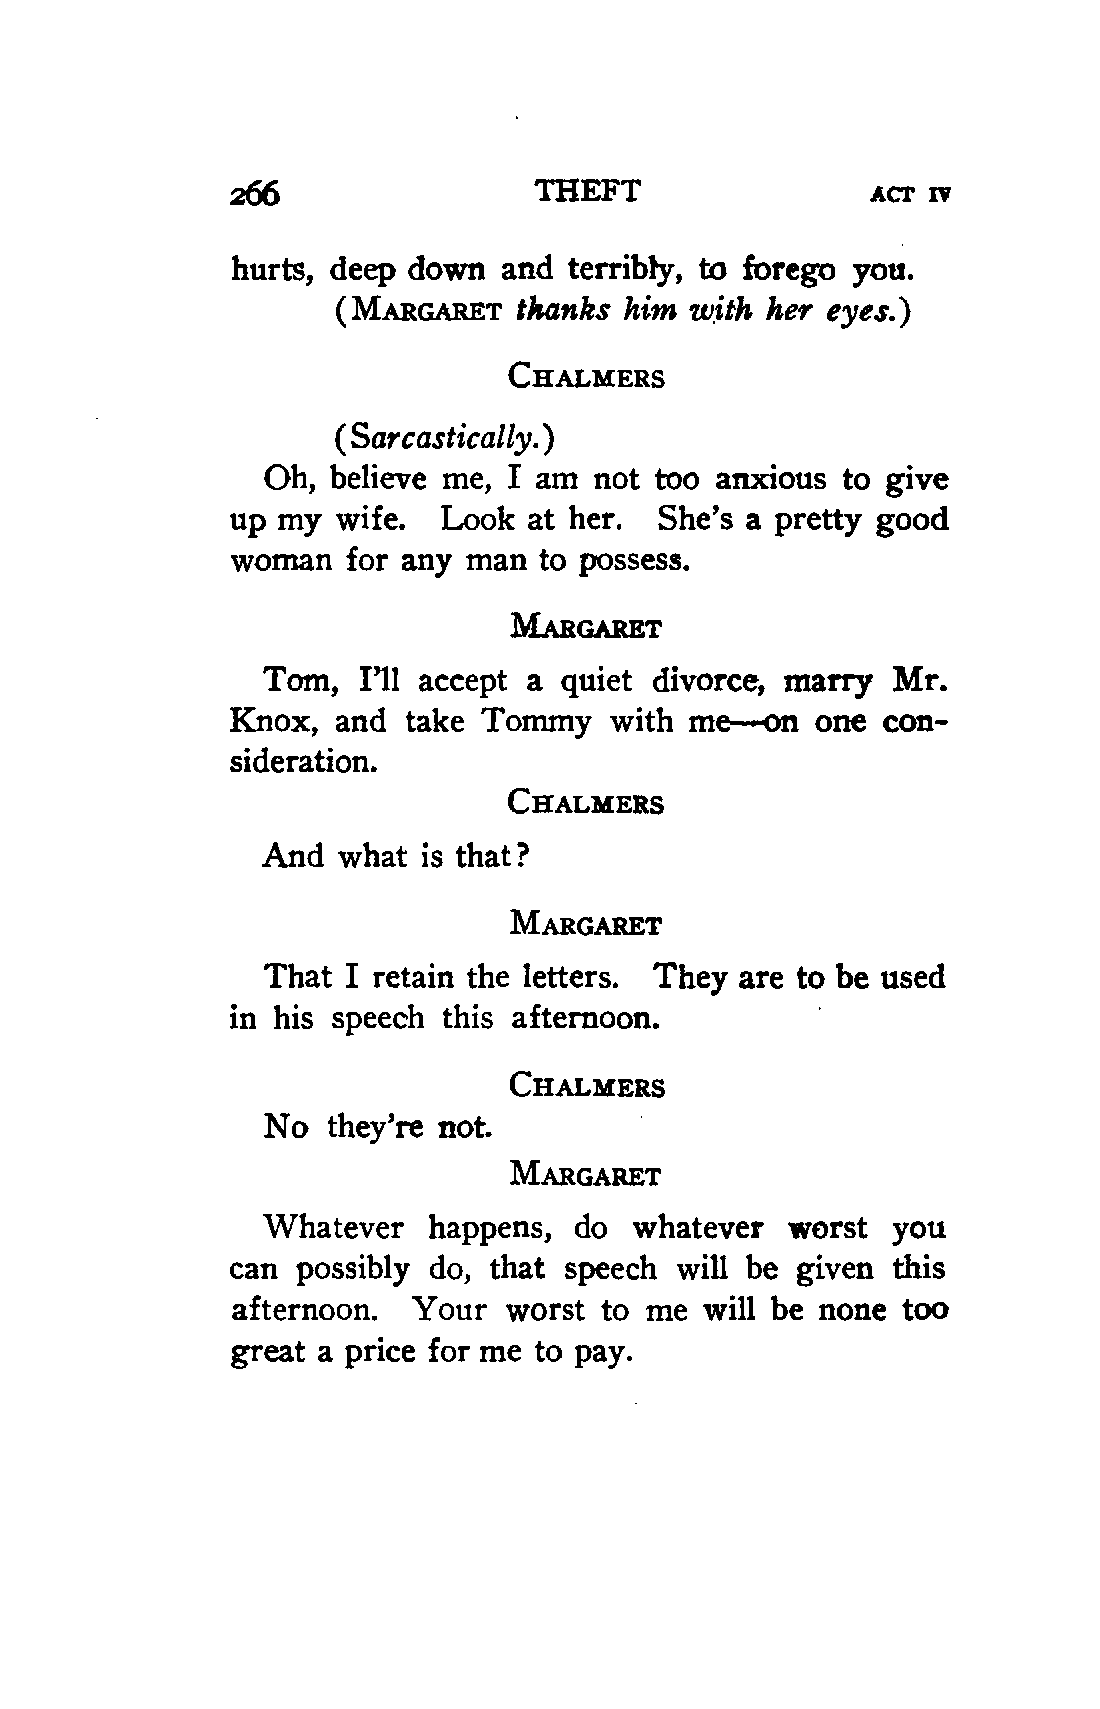 266 THEFT ACT IV
hurts, deep down and terribly, to forego you.
(MARGARET thanks him with her eyes.)
CHALMERS
(Sarcastically.)
Oh, believe me, I am not too anxious to give
up my wife. Look at her. She's a pretty good
woman for any man to possess.
MARGARET
Tom, I'll accept a quiet divorce, marry Mr.
Knox, and take Tommy with me—on one con-
sideration.
CHALMERS
And what is that?
MARGARET
That I retain the letters. They are to be used
in his speech this afternoon.
CHALMERS
No they're not.
MARGARET
Whatever happens, do whatever worst you
can possibly do, that speech will be given this
afternoon. Your worst to me will be none too
great a price for me to pay.